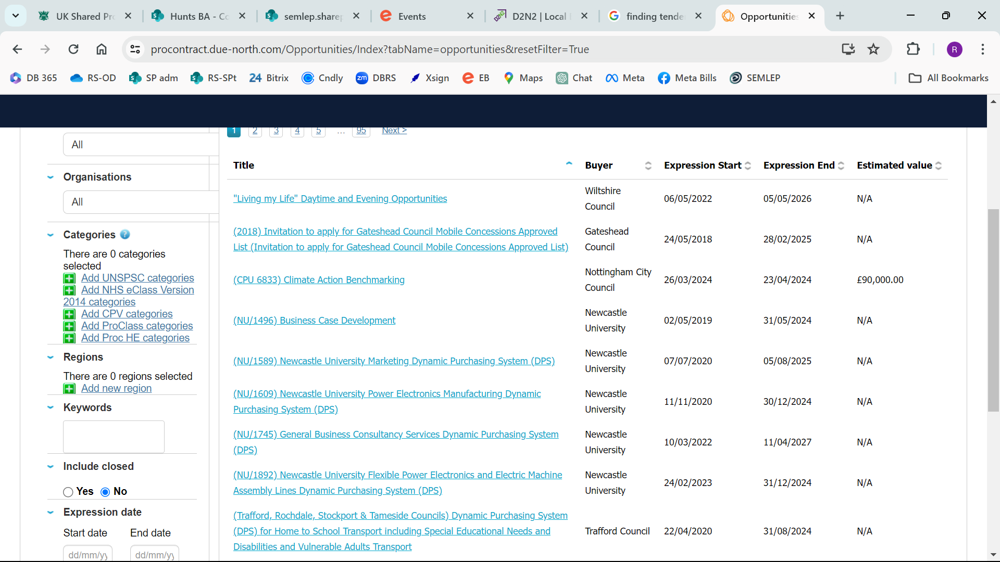 UK Shared Pr
Hunts BA - Co
semlep.sharep
Events
D2N2 | Local
finding tende
Opportunities
procontract.due-north.com/Opportunities/Index?tabName=opportunities&resetFilter=True
R
DB 365
RS-OD
SP adm
RS-SPt
24 Bitrix
Cndly
zm DBRS
Xsign
EB
Maps
Chat
Meta
Meta Bills
SEMLEP
All Bookmarks
1 2 3 4 5 ... 95 Next >
All
Organisations
All
Categories ?
There are 0 categories
selected
Add UNSPSC categories
Add NHS eClass Version
2014 categories
Add CPV categories
Add ProClass categories
Add Proc HE categories
Regions
There are 0 regions selected
Add new region
Keywords
Include closed
Yes No
Expression date
Start date End date
dd/mm/yy dd/mm/yy
Title Buyer Expression Start Expression End Estimated value
"Living my Life" Daytime and Evening Opportunities
Wiltshire
Council
06/05/2022 05/05/2026 N/A
(2018) Invitation to apply for Gateshead Council Mobile Concessions Approved
List (Invitation to apply for Gateshead Council Mobile Concessions Approved List)
Gateshead
Council
24/05/2018 28/02/2025 N/A
(CPU 6833) Climate Action Benchmarking
Nottingham City
Council
26/03/2024 23/04/2024 £90,000.00
(NU/1496) Business Case Development
Newcastle
University
02/05/2019 31/05/2024 N/A
(NU/1589) Newcastle University Marketing Dynamic Purchasing System (DPS)
Newcastle
University
07/07/2020 05/08/2025 N/A
(NU/1609) Newcastle University Power Electronics Manufacturing Dynamic
Purchasing System (DPS)
Newcastle
University
11/11/2020 30/12/2024 N/A
(NU/1745) General Business Consultancy Services Dynamic Purchasing System
(DPS)
Newcastle
University
10/03/2022 11/04/2027 N/A
(NU/1892) Newcastle University Flexible Power Electronics and Electric Machine
Assembly Lines Dynamic Purchasing System (DPS)
Newcastle
University
24/02/2023 31/12/2024 N/A
(Trafford, Rochdale, Stockport & Tameside Councils) Dynamic Purchasing System
(DPS) for Home to School Transport including Special Educational Needs and
Disabilities and Vulnerable Adults Transport
Trafford Council
22/04/2020 31/08/2024 N/A